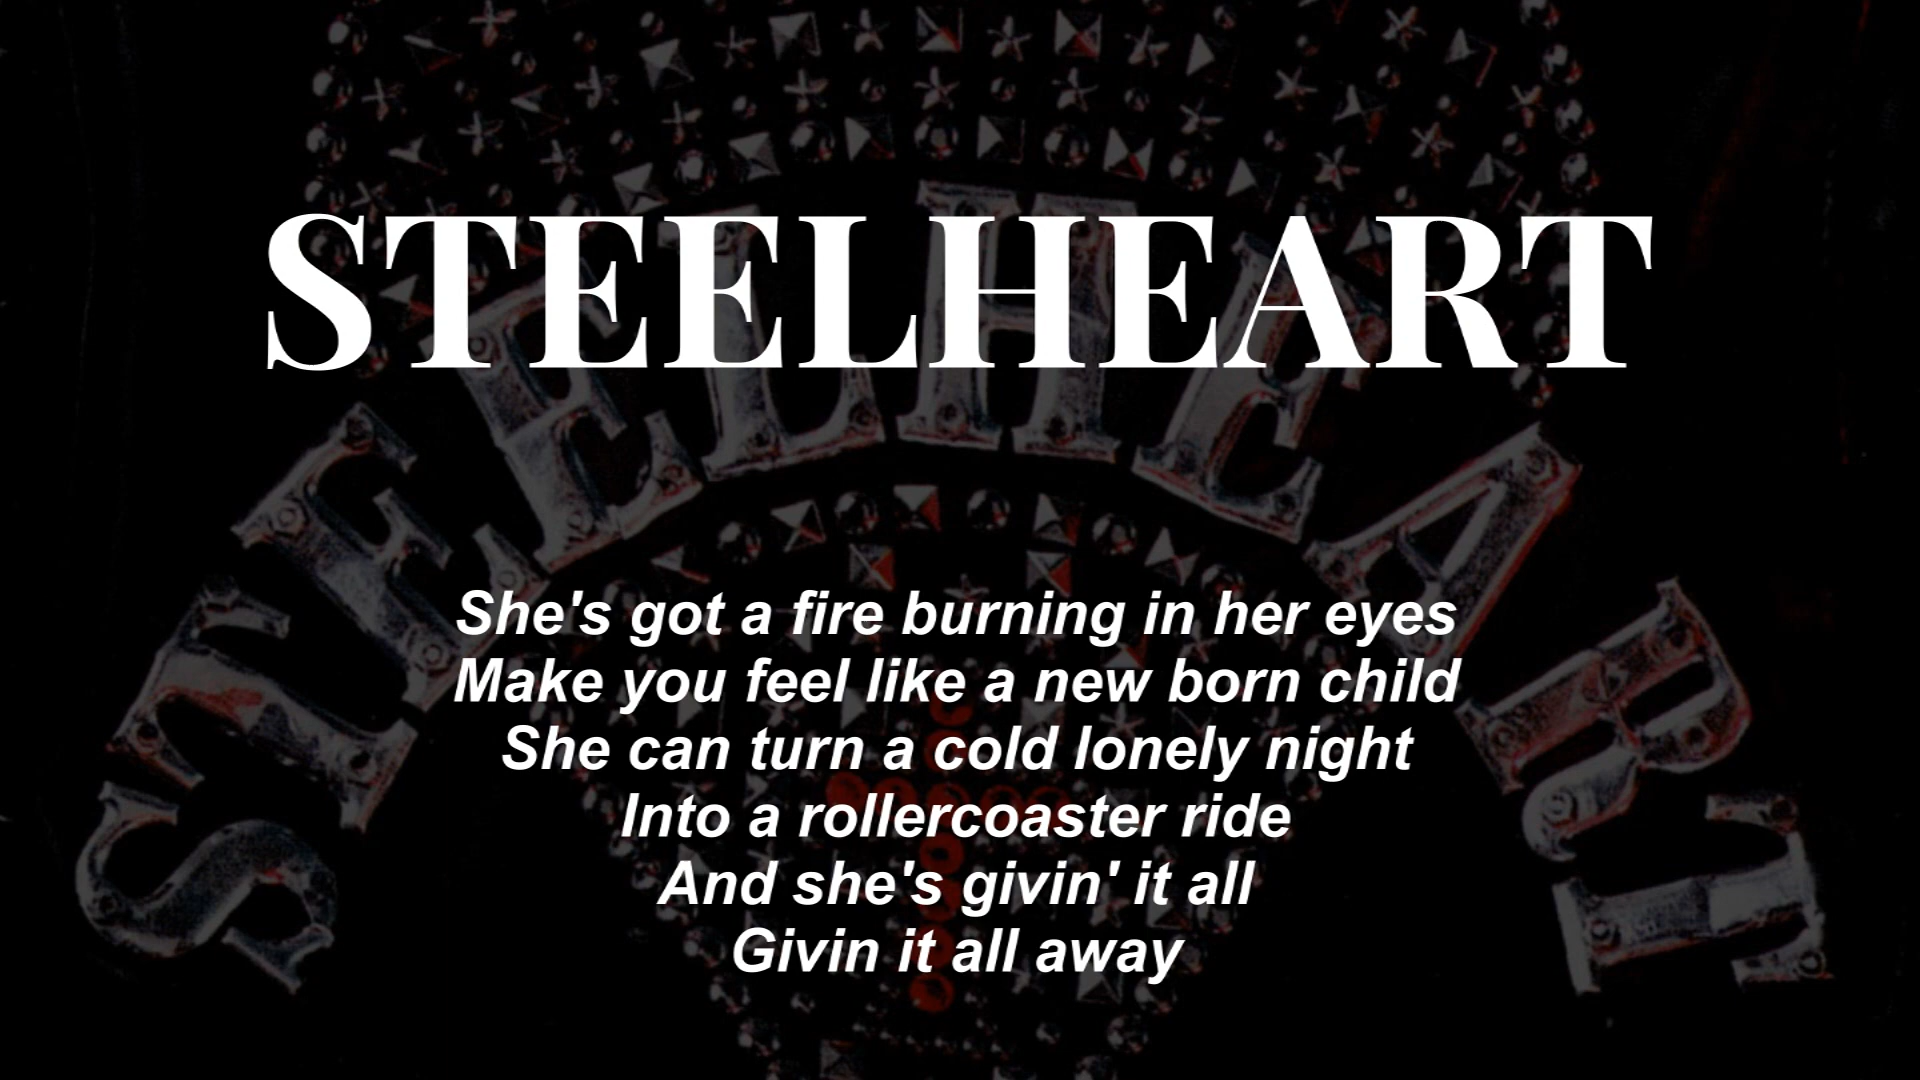 STEELHEART
STEELHEART
She's got a fire burning in her eyes
Make you feel like a new born child
She can turn a cold lonely night
Into a rollercoaster ride
And she's givin' it all
Givin it all away